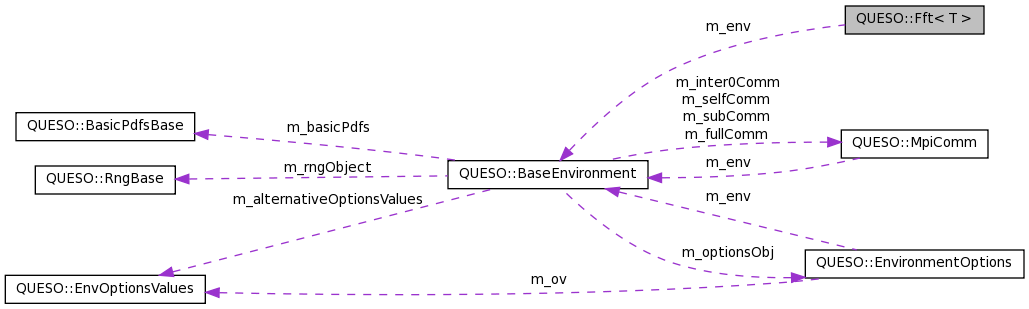 QUESO::Fft< T >
m_env
m_inter0Comm
m_selfComm
m_subComm
m_fullComm
QUESO::BasicPdfsBase
m_basicPdfs
QUESO::MpiComm
m_env
QUESO::RngBase
m_rngObject
QUESO::BaseEnvironment
m_alternativeOptionsValues
m_env
m_optionsObj
QUESO::EnvironmentOptions
QUESO::EnvOptionsValues
m_ov